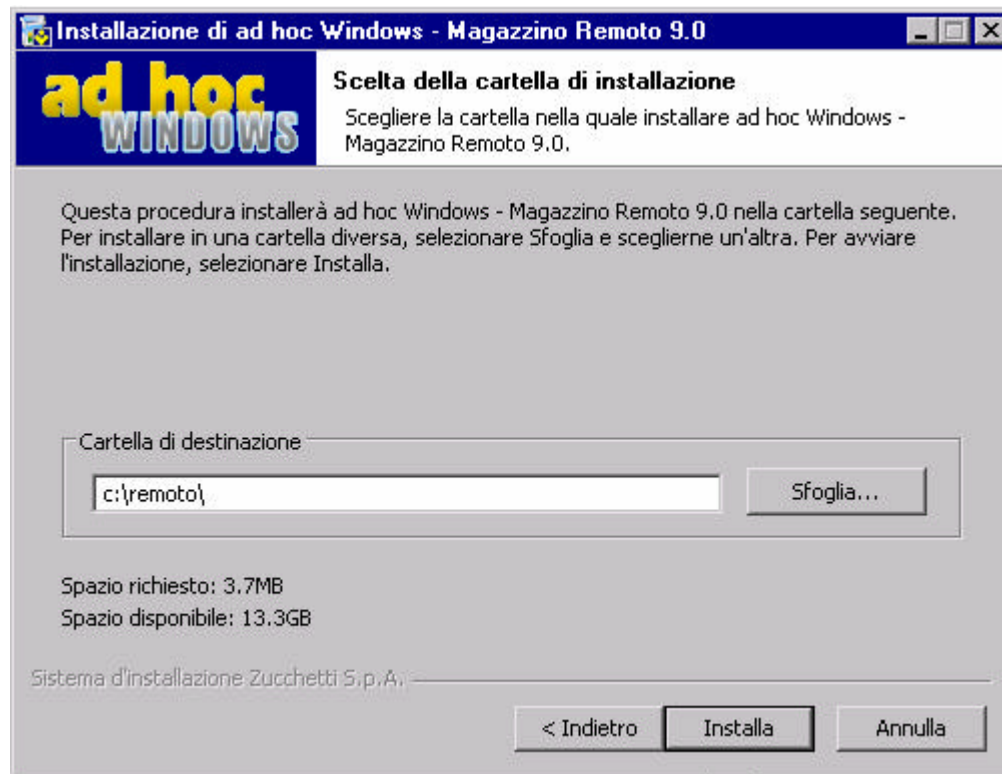 Installazione di ad hoc Windows - Magazzino Remoto 9.0
ad hoc
WINDOWS
Scelta della cartella di installazione
Scegliere la cartella nella quale installare ad hoc Windows -
Magazzino Remoto 9.0.
Questa procedura installerà ad hoc Windows - Magazzino Remoto 9.0 nella cartella seguente.
Per installare in una cartella diversa, selezionare Sfoglia e sceglierne un'altra. Per avviare
l'installazione, selezionare Installa.
Cartella di destinazione
c:\remoto\
Sfoglia...
Spazio richiesto: 3.7MB
Spazio disponibile: 13.3GB
Sistema d'installazione Zucchetti S.p.A.
< Indietro
Installa
Annulla